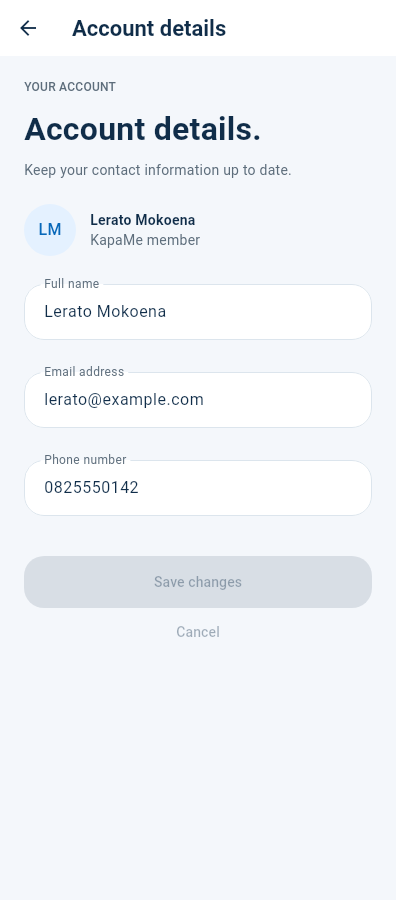 Account details
YOUR ACCOUNT
Account details.
Keep your contact information up to date.
LM
Lerato Mokoena
KapaMe member
Full name
Lerato Mokoena
Email address
lerato@example.com
Phone number
0825550142
Save changes
Cancel